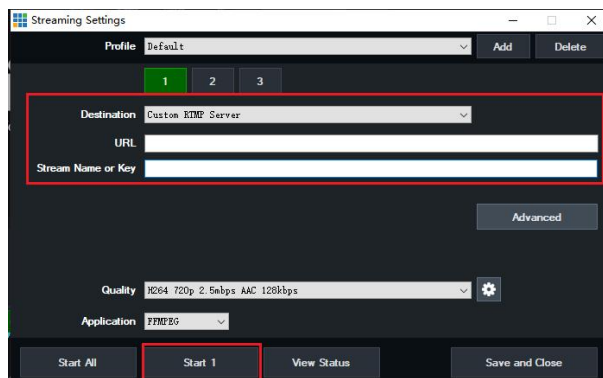 Streaming Settings
Profile Default Add Delete
1 2 3
Destination Custom RTMP Server
URL
Stream Name or Key
Advanced
Quality H264 720p 2.5mbps AAC 128kbps
Application FFMPEG
Start All Start 1 View Status Save and Close